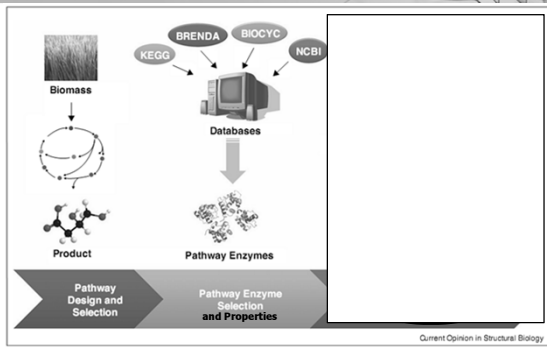 BRENDA
BIOCYC
KEGG
NCBI
Biomass
Databases
Product
Pathway Enzymes
Pathway
Design and
Selection
Pathway Enzyme
Selection
and Properties
Current Opinion in Structural Biology